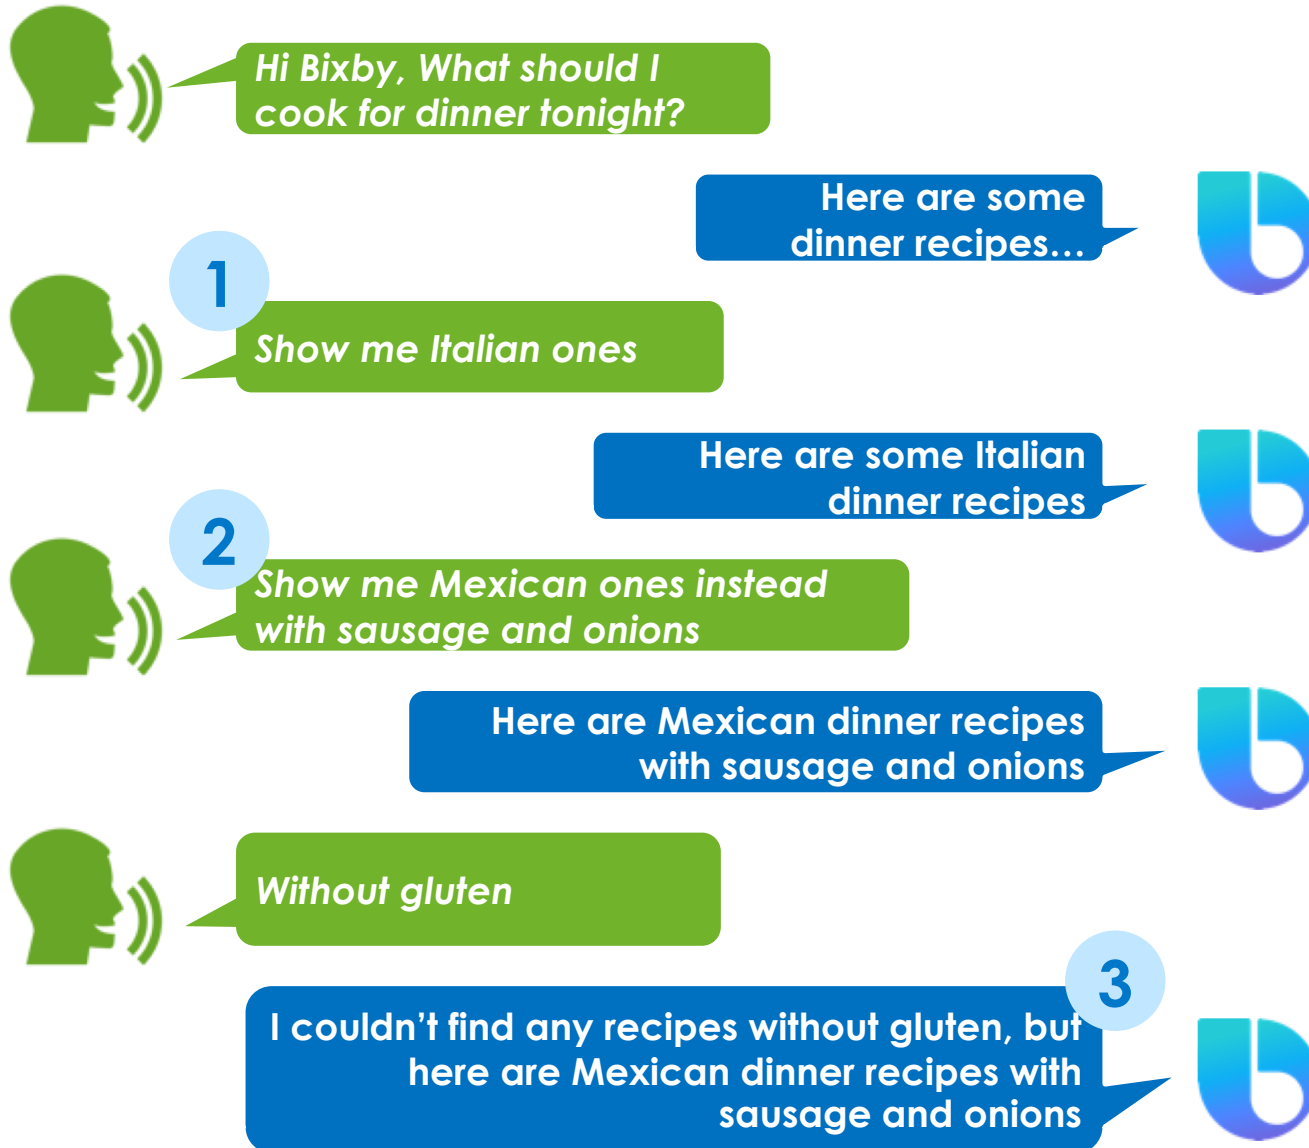 Hi Bixby, What should I
cook for dinner tonight?
Here are some
dinner recipes…
1
Show me Italian ones
Here are some Italian
dinner recipes
2
Show me Mexican ones instead
with sausage and onions
Here are Mexican dinner recipes
with sausage and onions
Without gluten
3
I couldn’t find any recipes without gluten, but
here are Mexican dinner recipes with
sausage and onions